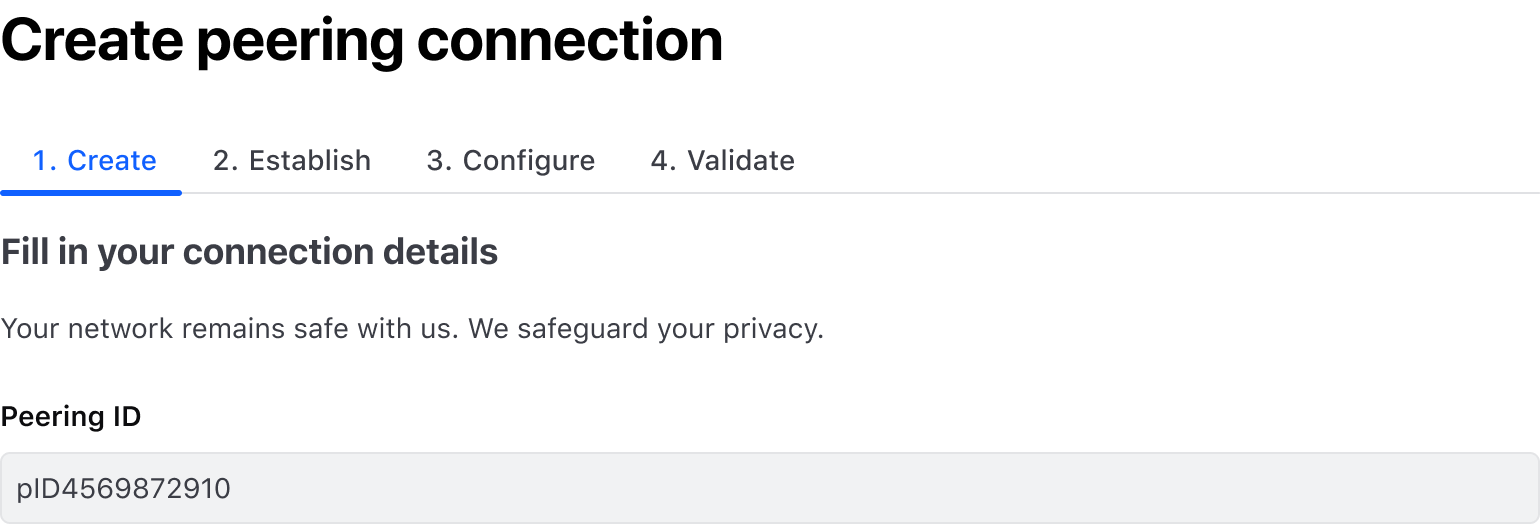 Create peering connection
1. Create 2. Establish 3. Configure 4. Validate
Fill in your connection details
Your network remains safe with us. We safeguard your privacy.
Peering ID
pID4569872910